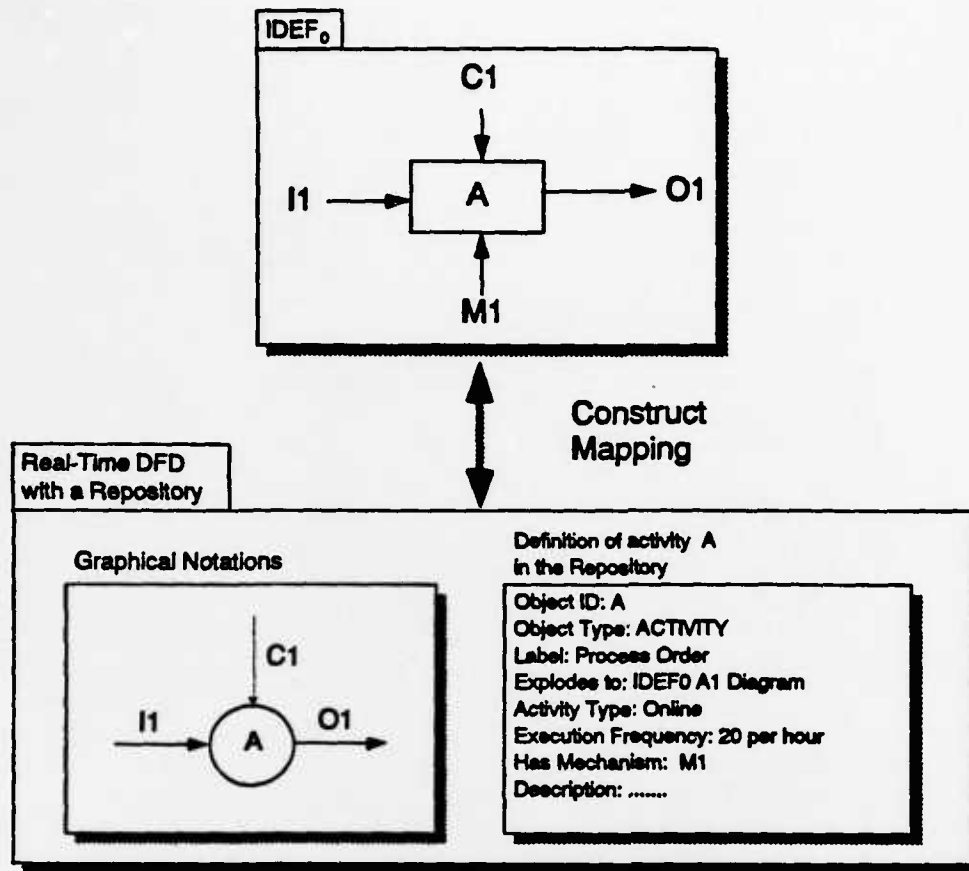 IDEF₀
C1
I1
A
O1
M1
Construct
Mapping
Real-Time DFD
with a Repository
Graphical Notations
C1
I1
A
O1
Definition of activity A
in the Repository
Object ID: A
Object Type: ACTIVITY
Label: Process Order
Explodes to: IDEF0 A1 Diagram
Activity Type: Online
Execution Frequency: 20 per hour
Has Mechanism: M1
Description: .......